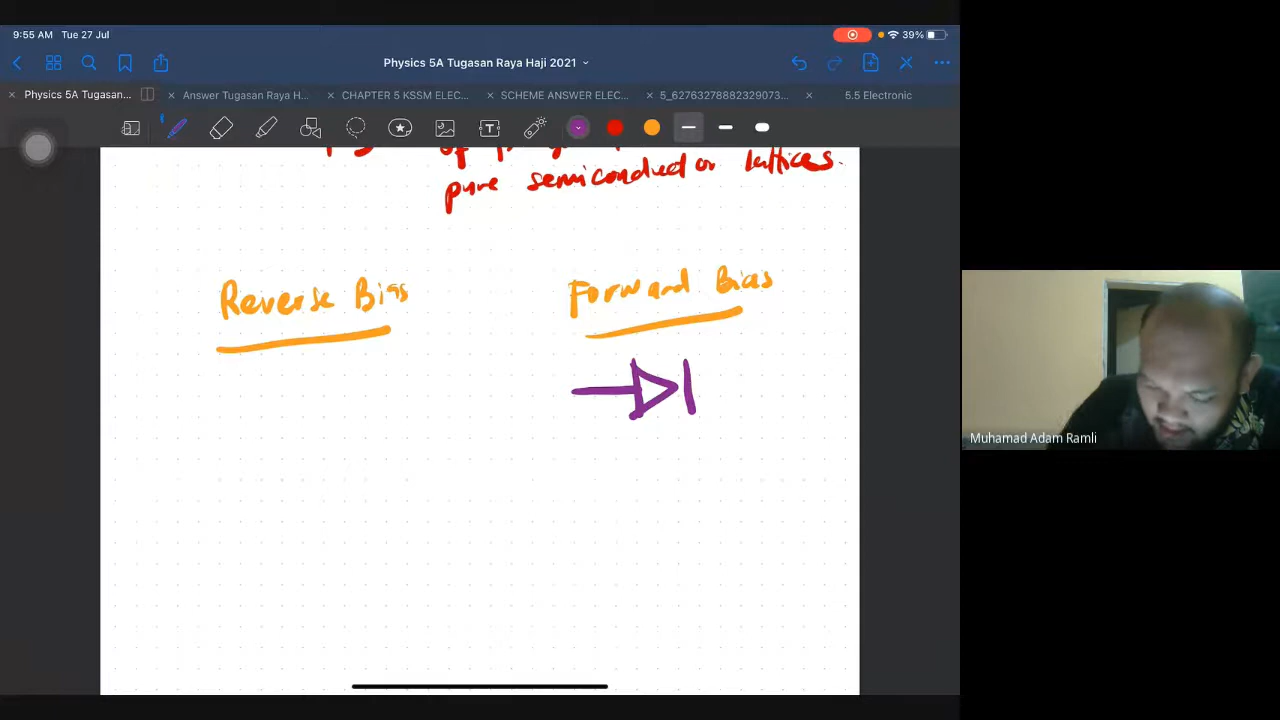 9:55 AM Tue 27 Jul
39%
Physics 5A Tugasan Raya Haji 2021
Physics 5A Tugasan...
Answer Tugasan Raya H...
CHAPTER 5 KSSM ELEC...
SCHEME ANSWER ELEC...
5_62763278882329073...
5.5 Electronic
of
pure semiconductor lattices.
Reverse Bias
Forward Bias
Muhamad Adam Ramli